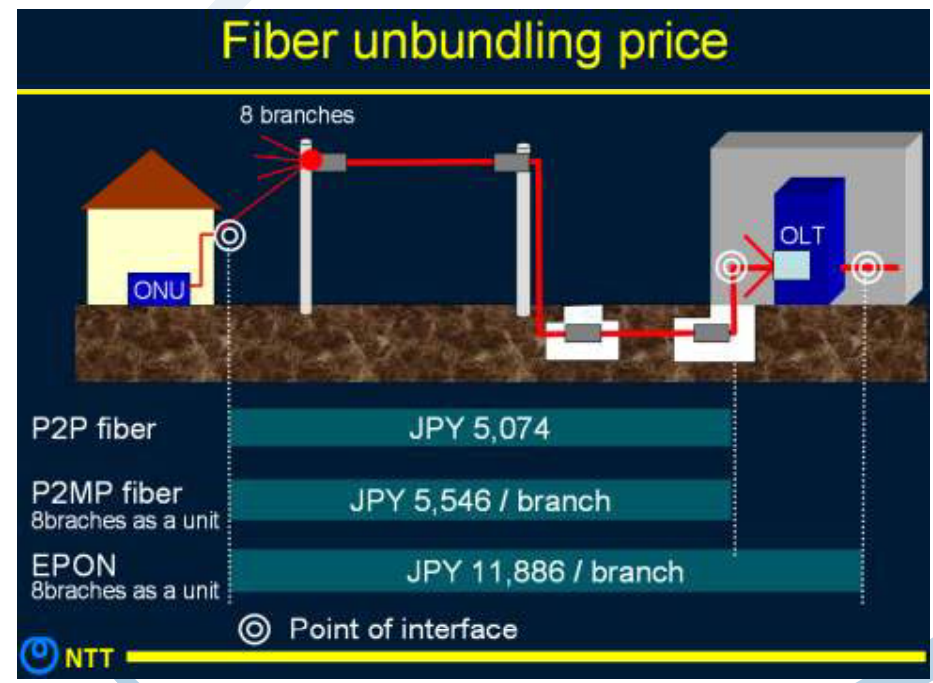 Fiber unbundling price
8 branches
OLT
ONU
P2P fiber
JPY 5,074
P2MP fiber
8braches as a unit
JPY 5,546 / branch
EPON
8braches as a unit
JPY 11,886 / branch
Point of interface
NTT